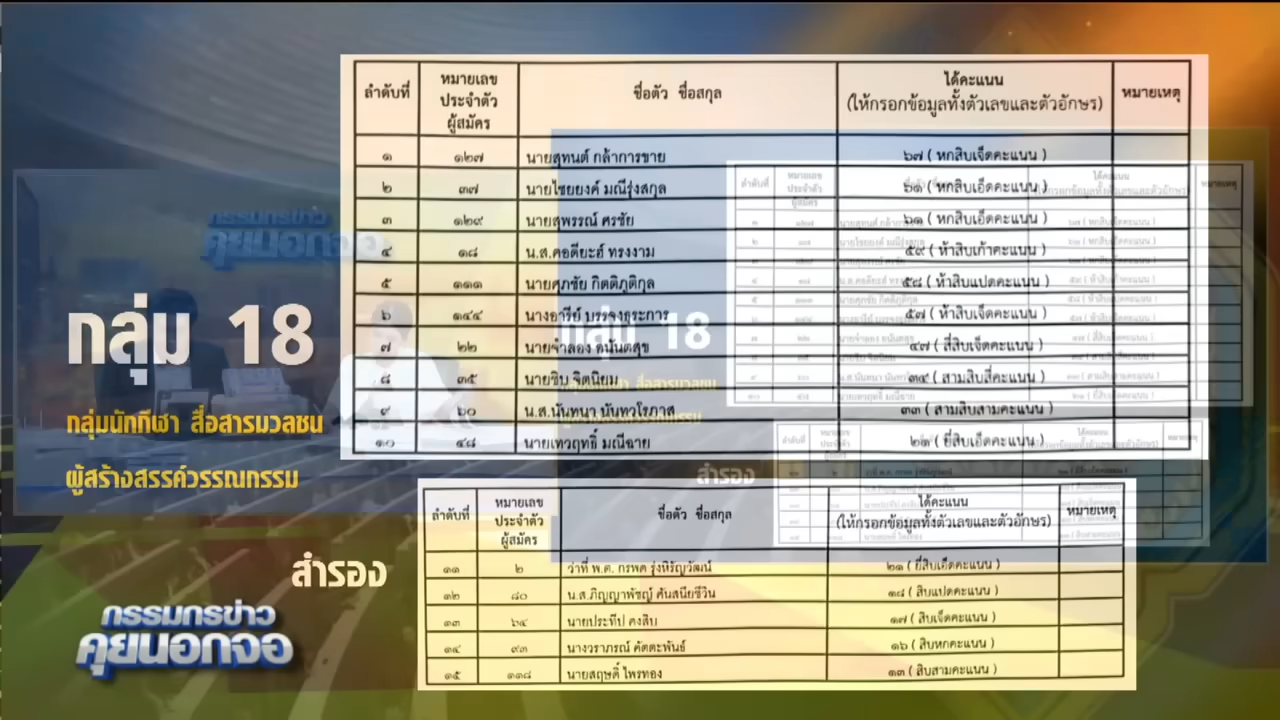 ลำดับที่ หมายเลขประจำตัวผู้สมัคร ชื่อตัว ชื่อสกุล ได้คะแนน (ให้กรอกข้อมูลทั้งตัวเลขและตัวอักษร) หมายเหตุ
๑ ๑๒๗ นายสุทนต์ กล้าการขาย ๖๗ ( หกสิบเจ็ดคะแนน )
๒ ๓๗ นายไชยยงค์ มณีรุ่งสกุล ๖๑ ( หกสิบเอ็ดคะแนน )
๓ ๑๒๙ นายสุพรรณ์ ศรชัย ๖๑ ( หกสิบเอ็ดคะแนน )
๔ ๑๘ น.ส.คอดียะฮ์ ทรงงาม ๕๙ ( ห้าสิบเก้าคะแนน )
๕ ๑๑๑ นายศุภชัย กิตติภูติกุล ๕๘ ( ห้าสิบแปดคะแนน )
๖ ๑๔๔ นางอารีย์ บรรจงธุระการ ๕๗ ( ห้าสิบเจ็ดคะแนน )
๗ ๒๒ นายจำลอง อนันตสุข ๔๗ ( สี่สิบเจ็ดคะแนน )
๘ ๓๕ นายชิบ จิตนิยม ๓๔ ( สามสิบสี่คะแนน )
๙ ๖๐ น.ส.นันทนา นันทวโรภาส ๓๓ ( สามสิบสามคะแนน )
๑๐ ๔๘ นายเทวฤทธิ์ มณีฉาย ๒๑ ( ยี่สิบเอ็ดคะแนน )
กลุ่ม 18
กลุ่มนักกีฬา สื่อสารมวลชน
ผู้สร้างสรรค์วรรณกรรม
สำรอง
ลำดับที่ หมายเลขประจำตัวผู้สมัคร ชื่อตัว ชื่อสกุล ได้คะแนน (ให้กรอกข้อมูลทั้งตัวเลขและตัวอักษร) หมายเหตุ
๑๑ ๒ ว่าที่ พ.ต. กรพด รุ่งหิรัญวัฒน์ ๒๑ ( ยี่สิบเอ็ดคะแนน )
๑๒ ๘๐ น.ส.ภิญญาพัชญ์ ศันสนียชีวิน ๑๘ ( สิบแปดคะแนน )
๑๓ ๖๔ นายประทีป คงสิบ ๑๗ ( สิบเจ็ดคะแนน )
๑๔ ๙๓ นางวราภรณ์ คัตตะพันธ์ ๑๖ ( สิบหกคะแนน )
๑๕ ๑๓๘ นายสฤษดิ์ ไพรทอง ๑๓ ( สิบสามคะแนน )
กรรมกรข่าว
คุยนอกจอ